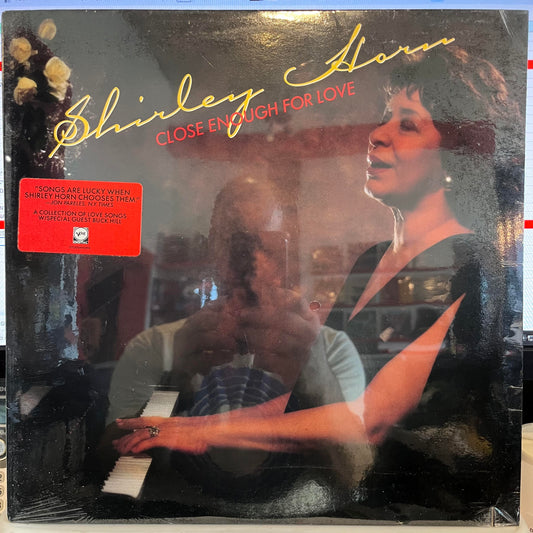 Shirley Horn
CLOSE ENOUGH FOR LOVE
"SONGS ARE LUCKY WHEN
SHIRLEY HORN CHOOSES THEM."
-JON PARELES, N.Y. TIMES
A COLLECTION OF LOVE SONGS
W/SPECIAL GUEST BUCK HILL